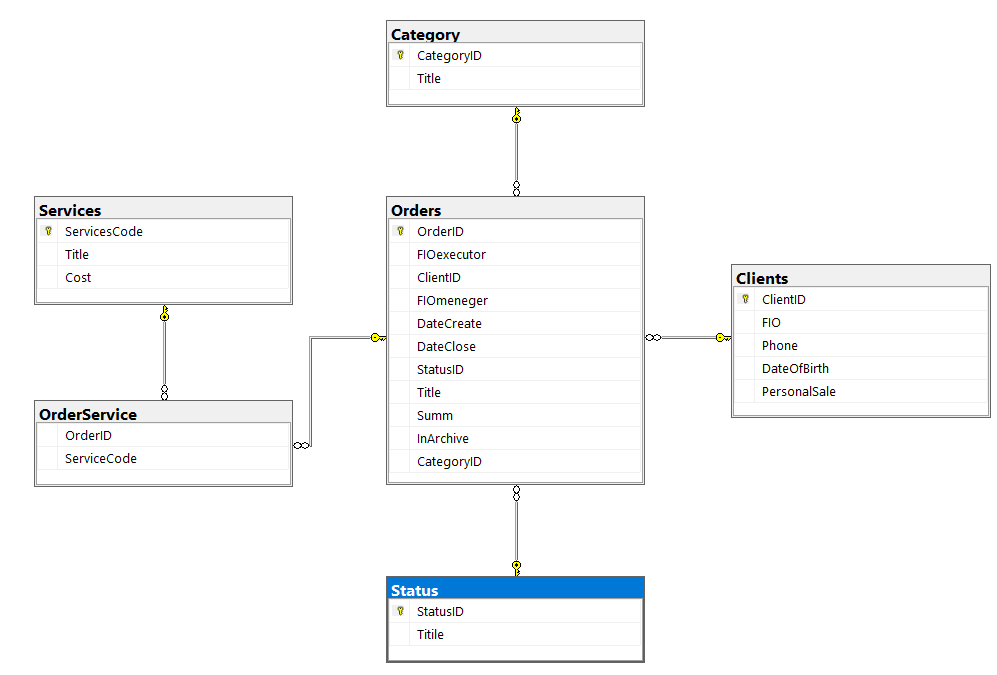 Category
CategoryID
Title
Services
ServicesCode
Title
Cost
Orders
OrderID
FIOexecutor
ClientID
FIOmeneger
DateCreate
DateClose
StatusID
Title
Summ
InArchive
CategoryID
Clients
ClientID
FIO
Phone
DateOfBirth
PersonalSale
OrderService
OrderID
ServiceCode
Status
StatusID
Titile